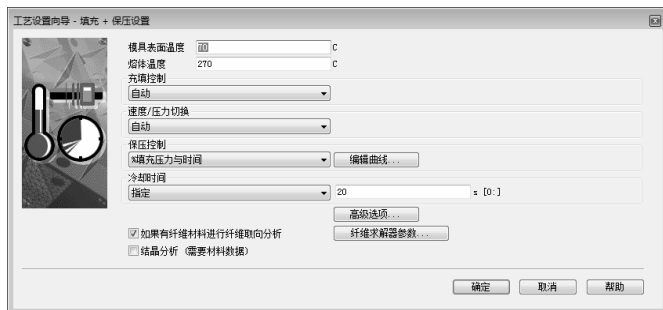 工艺设置向导 - 填充 + 保压设置
模具表面温度 70 C
熔体温度 270 C
充填控制
自动
速度/压力切换
自动
保压控制
%填充压力与时间 编辑曲线...
冷却时间
指定 20 s [0:]
高级选项...
如果有纤维材料进行纤维取向分析 纤维求解器参数...
结晶分析 (需要材料数据)
确定 取消 帮助